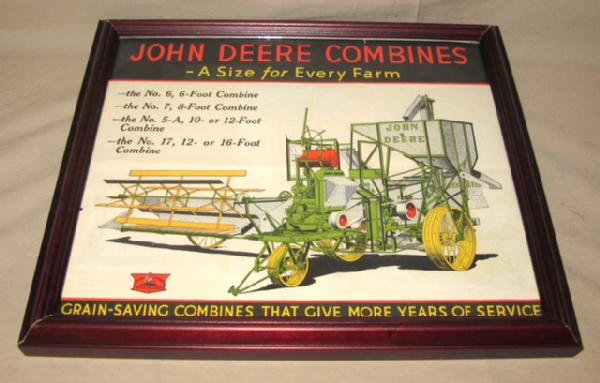 JOHN DEERE COMBINES
-A Size for Every Farm
-the No. 6, 6-Foot Combine
-the No. 7, 8-Foot Combine
-the No. 5-A, 10- or 12-Foot
Combine
-the No. 17, 12- or 16-Foot
Combine
JOHN
DEERE
GRAIN-SAVING COMBINES THAT GIVE MORE YEARS OF SERVICE